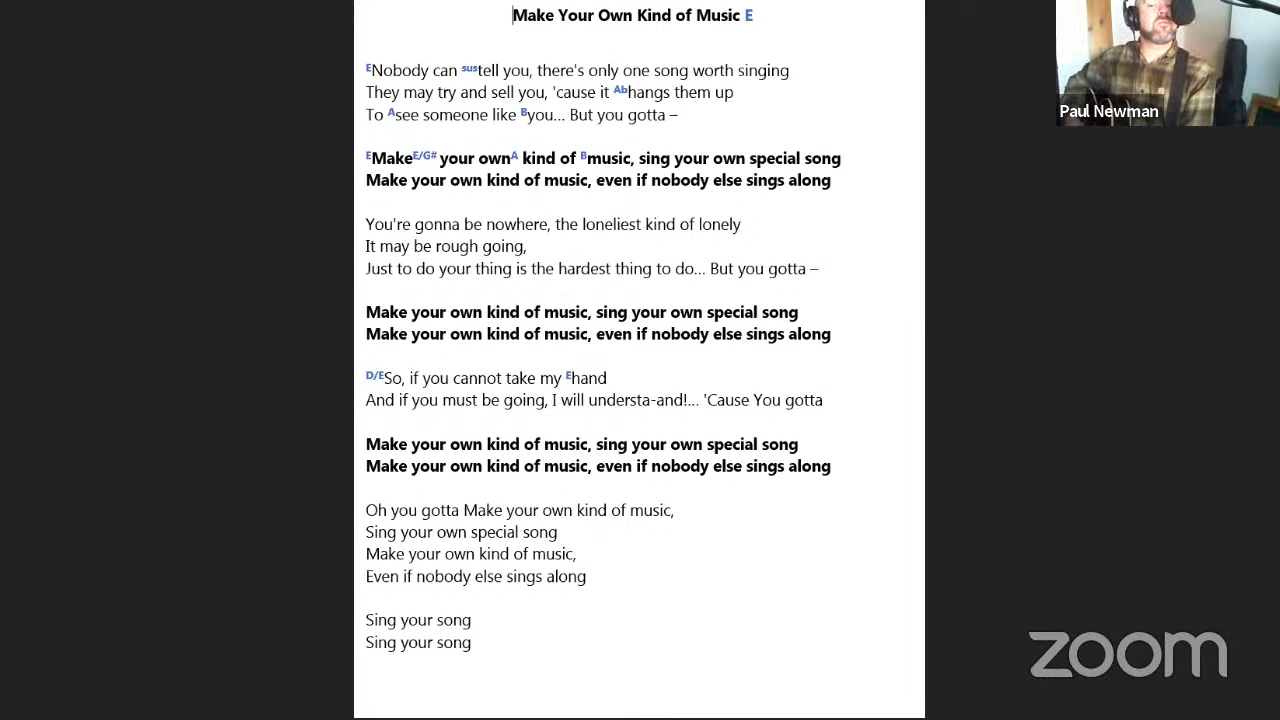 Make Your Own Kind of Music E
ENobody can sustell you, there's only one song worth singing
They may try and sell you, 'cause it Abhangs them up
To Asee someone like Byou... But you gotta –
EMakeE/G# your ownA kind of Bmusic, sing your own special song
Make your own kind of music, even if nobody else sings along
You're gonna be nowhere, the loneliest kind of lonely
It may be rough going,
Just to do your thing is the hardest thing to do... But you gotta –
Make your own kind of music, sing your own special song
Make your own kind of music, even if nobody else sings along
D/ESo, if you cannot take my Ehand
And if you must be going, I will understa-and!... 'Cause You gotta
Make your own kind of music, sing your own special song
Make your own kind of music, even if nobody else sings along
Oh you gotta Make your own kind of music,
Sing your own special song
Make your own kind of music,
Even if nobody else sings along
Sing your song
Sing your song
Paul Newman
zoom